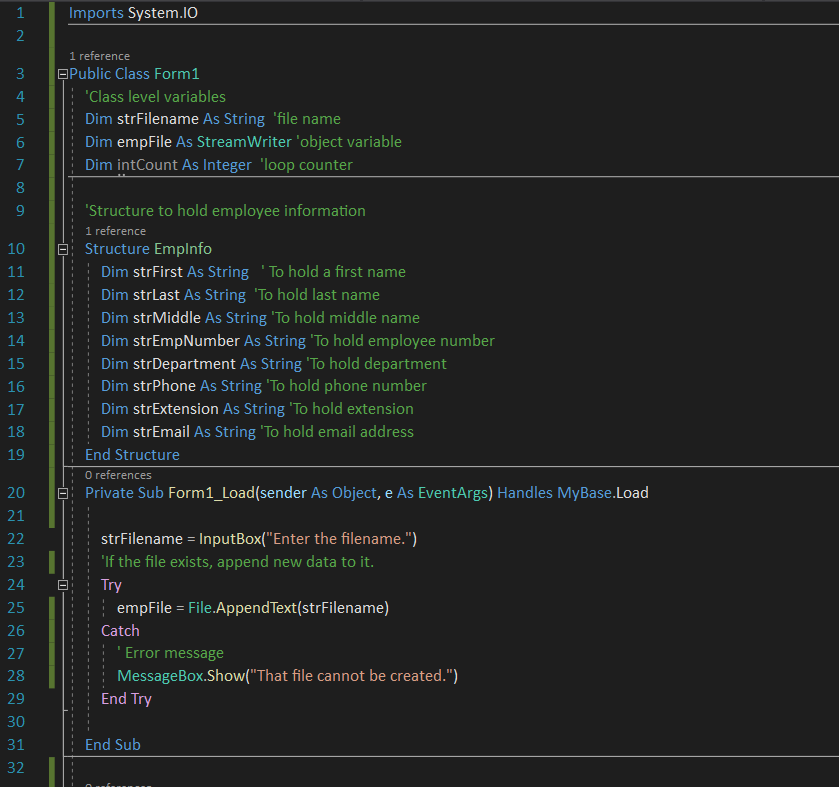 1 Imports System.IO
2
1 reference
3 Public Class Form1
4 'Class level variables
5 Dim strFilename As String 'file name
6 Dim empFile As StreamWriter 'object variable
7 Dim intCount As Integer 'loop counter
8
9 'Structure to hold employee information
1 reference
10 Structure EmpInfo
11 Dim strFirst As String ' To hold a first name
12 Dim strLast As String 'To hold last name
13 Dim strMiddle As String 'To hold middle name
14 Dim strEmpNumber As String 'To hold employee number
15 Dim strDepartment As String 'To hold department
16 Dim strPhone As String 'To hold phone number
17 Dim strExtension As String 'To hold extension
18 Dim strEmail As String 'To hold email address
19 End Structure
0 references
20 Private Sub Form1_Load(sender As Object, e As EventArgs) Handles MyBase.Load
21
22 strFilename = InputBox("Enter the filename.")
23 'If the file exists, append new data to it.
24 Try
25 empFile = File.AppendText(strFilename)
26 Catch
27 ' Error message
28 MessageBox.Show("That file cannot be created.")
29 End Try
30
31 End Sub
32